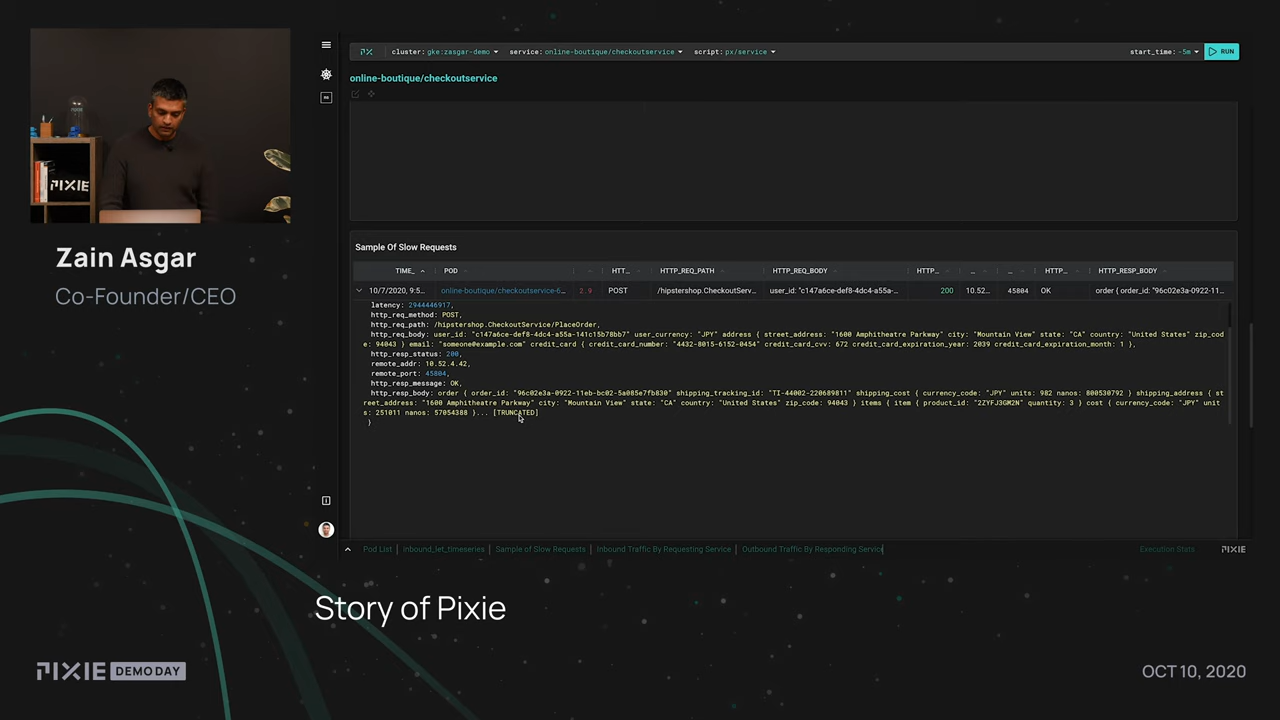 PIXIE
Zain Asgar
Co-Founder/CEO
PX
cluster: gke:zasgar-demo
service: online-boutique/checkoutservice
script: px/service
start_time: -5m
RUN
online-boutique/checkoutservice
Sample Of Slow Requests
TIME_ POD HTT... HTTP_REQ_PATH HTTP_REQ_BODY HTTP_... ... ... HTTP_... HTTP_RESP_BODY
10/7/2020, 9:5... online-boutique/checkoutservice-6... 2.9 POST /hipstershop.CheckoutServ... user_id: "c147a6ce-def8-4dc4-a55a-... 200 10.52... 45804 OK order { order_id: "96c02e3a-0922-11...
latency: 2944446917,
http_req_method: POST,
http_req_path: /hipstershop.CheckoutService/PlaceOrder,
http_req_body: user_id: "c147a6ce-def8-4dc4-a55a-141c15b78bb7" user_currency: "JPY" address { street_address: "1600 Amphitheatre Parkway" city: "Mountain View" state: "CA" country: "United States" zip_cod
e: 94043 } email: "someone@example.com" credit_card { credit_card_number: "4432-8015-6152-0454" credit_card_cvv: 672 credit_card_expiration_year: 2039 credit_card_expiration_month: 1 },
http_resp_status: 200,
remote_addr: 10.52.4.42,
remote_port: 45804,
http_resp_message: OK,
http_resp_body: order { order_id: "96c02e3a-0922-11eb-bc02-5a085e7fb830" shipping_tracking_id: "TI-44002-220689811" shipping_cost { currency_code: "JPY" units: 982 nanos: 800530792 } shipping_address { st
reet_address: "1600 Amphitheatre Parkway" city: "Mountain View" state: "CA" country: "United States" zip_code: 94043 } items { item { product_id: "2ZYFJ3GM2N" quantity: 3 } cost { currency_code: "JPY" unit
s: 251011 nanos: 57054388 }... [TRUNCATED]
}
Pod List | inbound_let_timeseries | Sample of Slow Requests | Inbound Traffic By Requesting Service | Outbound Traffic By Responding Service
Execution Stats
PIXIE
Story of Pixie
PIXIE DEMO DAY
OCT 10, 2020